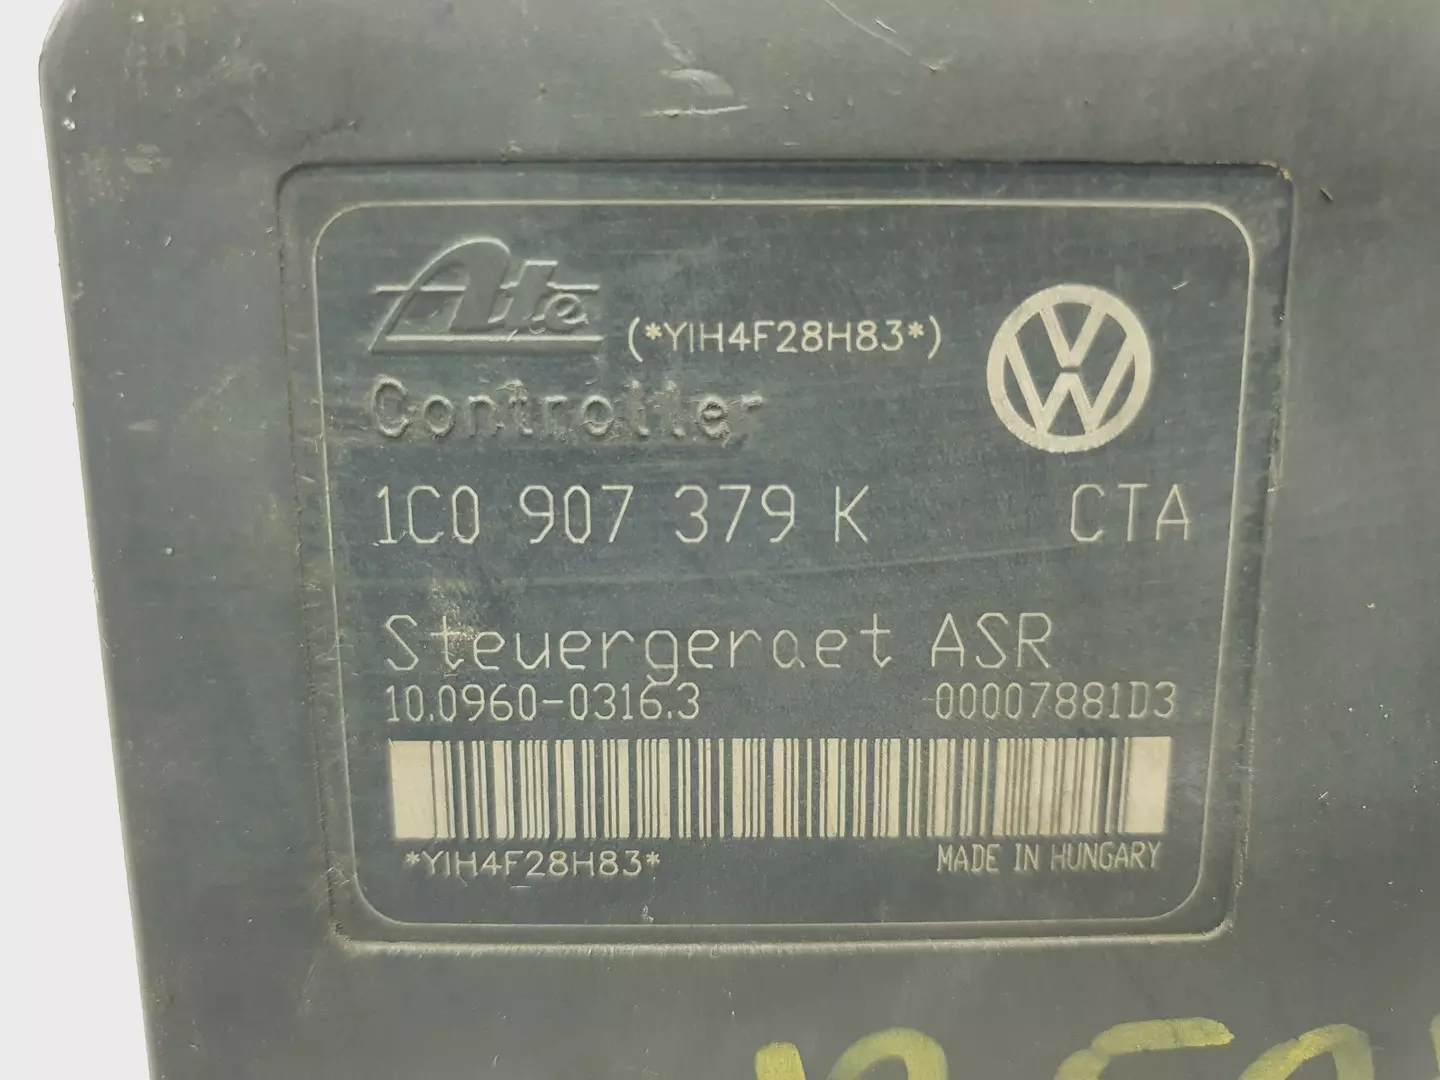 Ate
(*YIH4F28H83*)
Controller
1C0 907 379 K CTA
Steuergeraet ASR
10.0960-0316.3 00007881D3
*YIH4F28H83* MADE IN HUNGARY